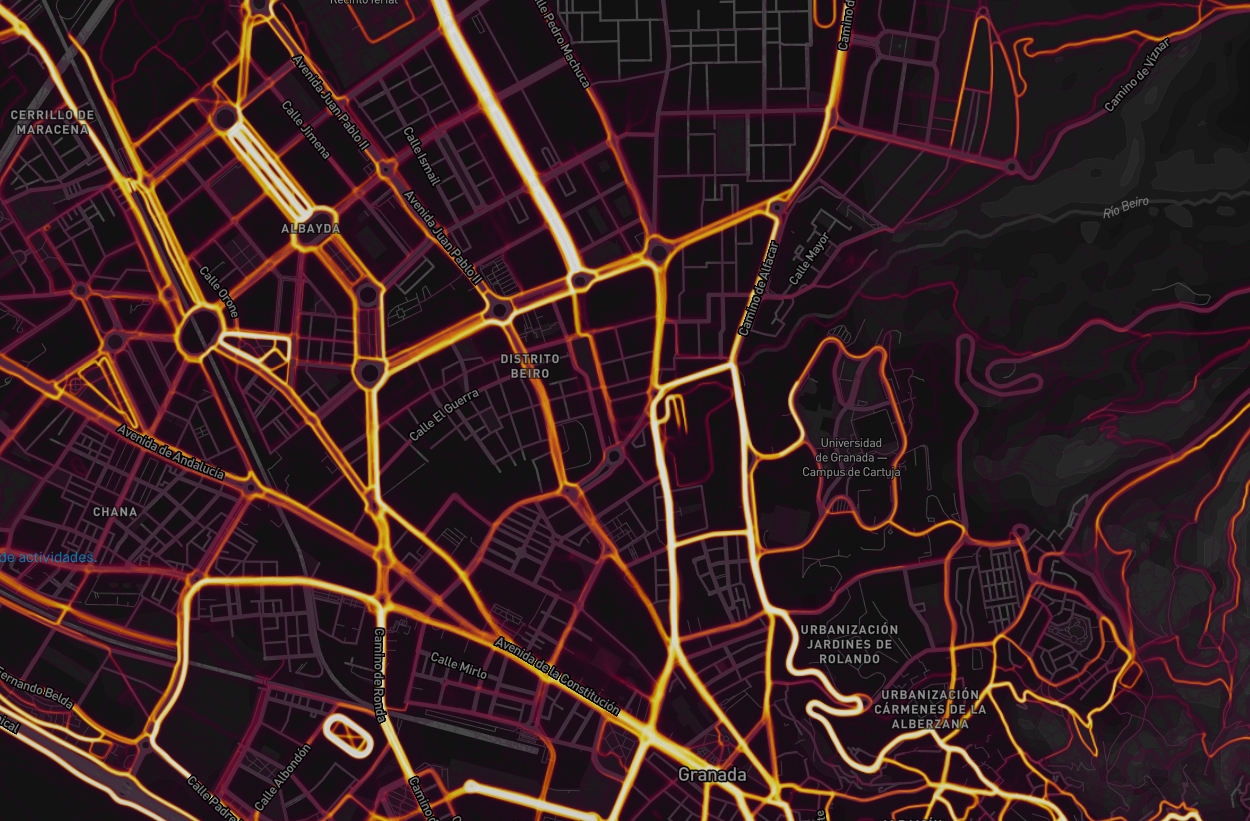 Recinto ferial
Calle Pedro Machuca
Camino de
Avenida Juan Pablo II
Camino de Víznar
CERRILLO DE
MARACENA
Calle Jimena
Calle Ismail
Río Beiro
Avenida Juan Pablo II
ALBAYDA
Calle Mayor
Calle Orone
Camino de Alfacar
DISTRITO
BEIRO
Calle El Guerra
Avenida de Andalucía
Universidad
de Granada —
Campus de Cartuja
CHANA
de actividades.
URBANIZACIÓN
JARDINES DE
ROLANDO
Camino de Ronda
Calle Mirlo
Avenida de la Constitución
Fernando Belda
URBANIZACIÓN
CÁRMENES DE LA
ALBERZANA
Calle Albondón
Granada
Calle Padre
Camino